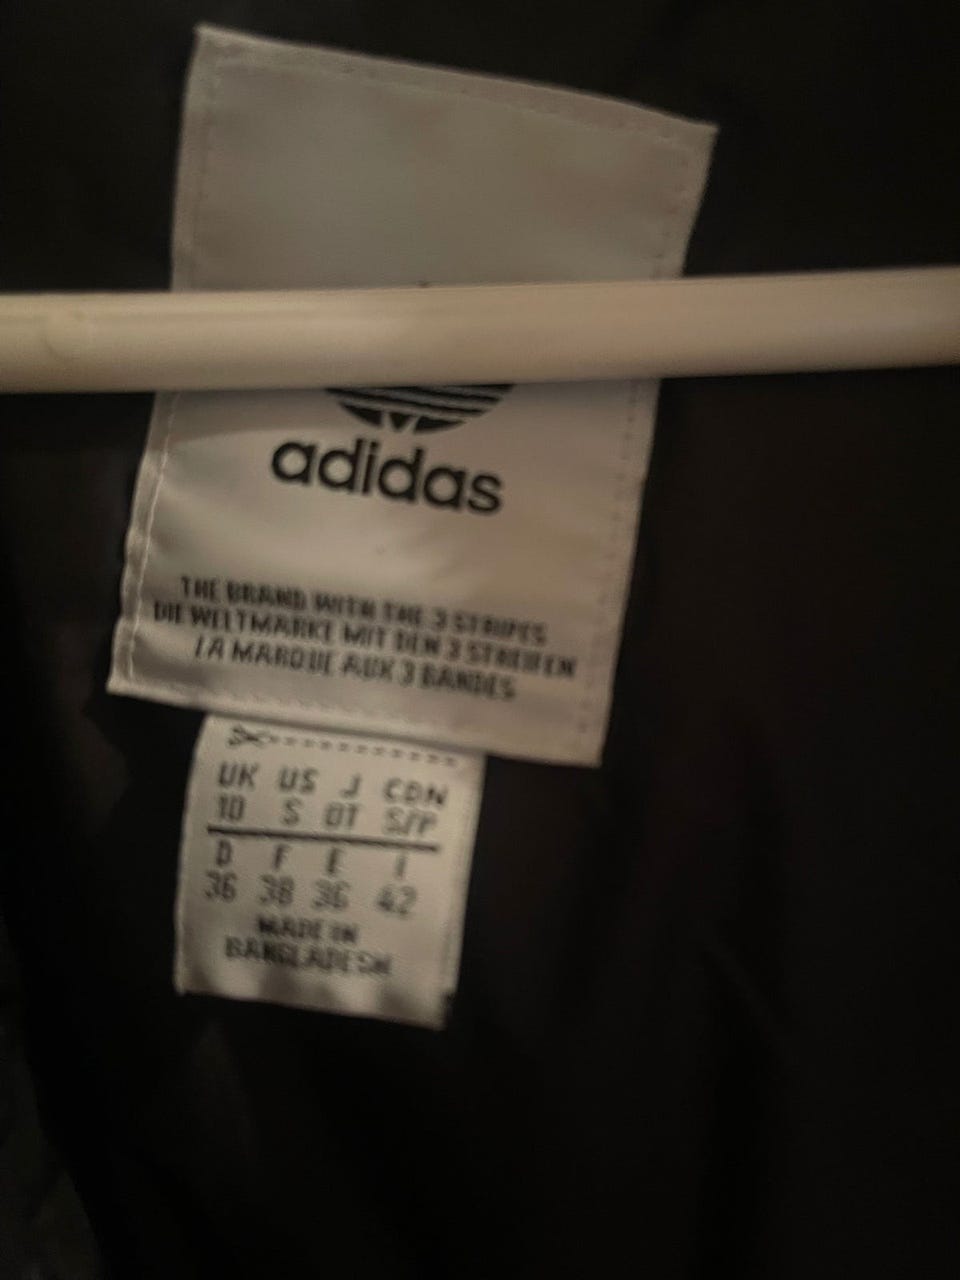 adidas
THE BRAND WITH THE 3 STRIPES
DIE WELTMARKE MIT DEN 3 STREIFEN
LA MARQUE AUX 3 BANDES
UK US J CDN
10 S OT S/P
D F E I
36 38 36 42
MADE IN
BANGLADESH